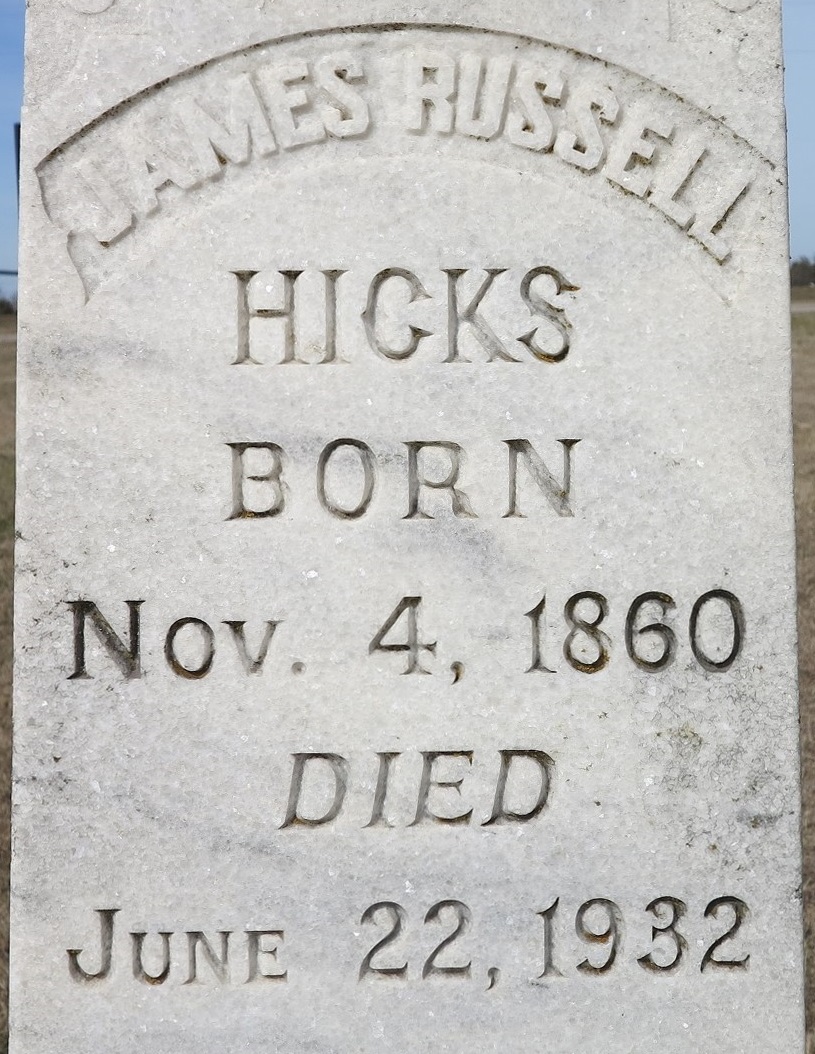 JAMES RUSSELL
HICKS
BORN
Nov. 4, 1860
DIED
JUNE 22, 1932